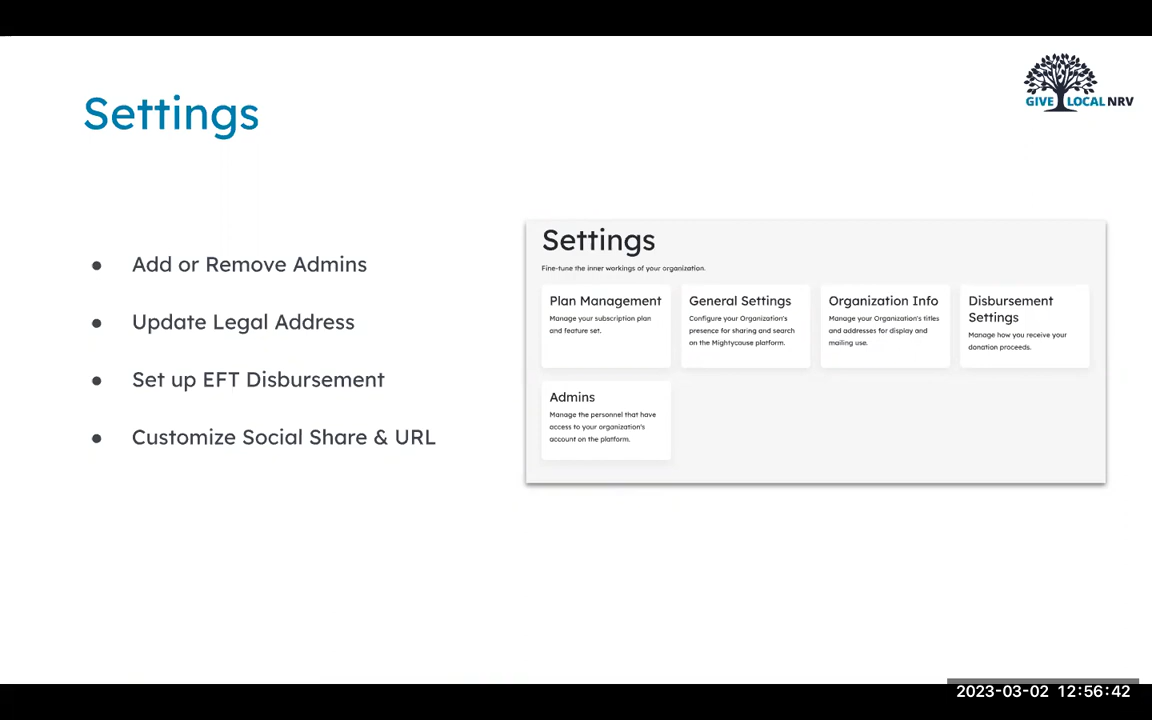 Settings
GIVE LOCAL NRV
● Add or Remove Admins
● Update Legal Address
● Set up EFT Disbursement
● Customize Social Share & URL
Settings
Fine-tune the inner workings of your organization.
Plan Management
Manage your subscription plan
and feature set.
General Settings
Configure your Organization's
presence for sharing and search
on the Mightycause platform.
Organization Info
Manage your Organization's titles
and addresses for display and
mailing use.
Disbursement
Settings
Manage how you receive your
donation proceeds.
Admins
Manage the personnel that have
access to your organization's
account on the platform.
2023-03-02 12:56:42